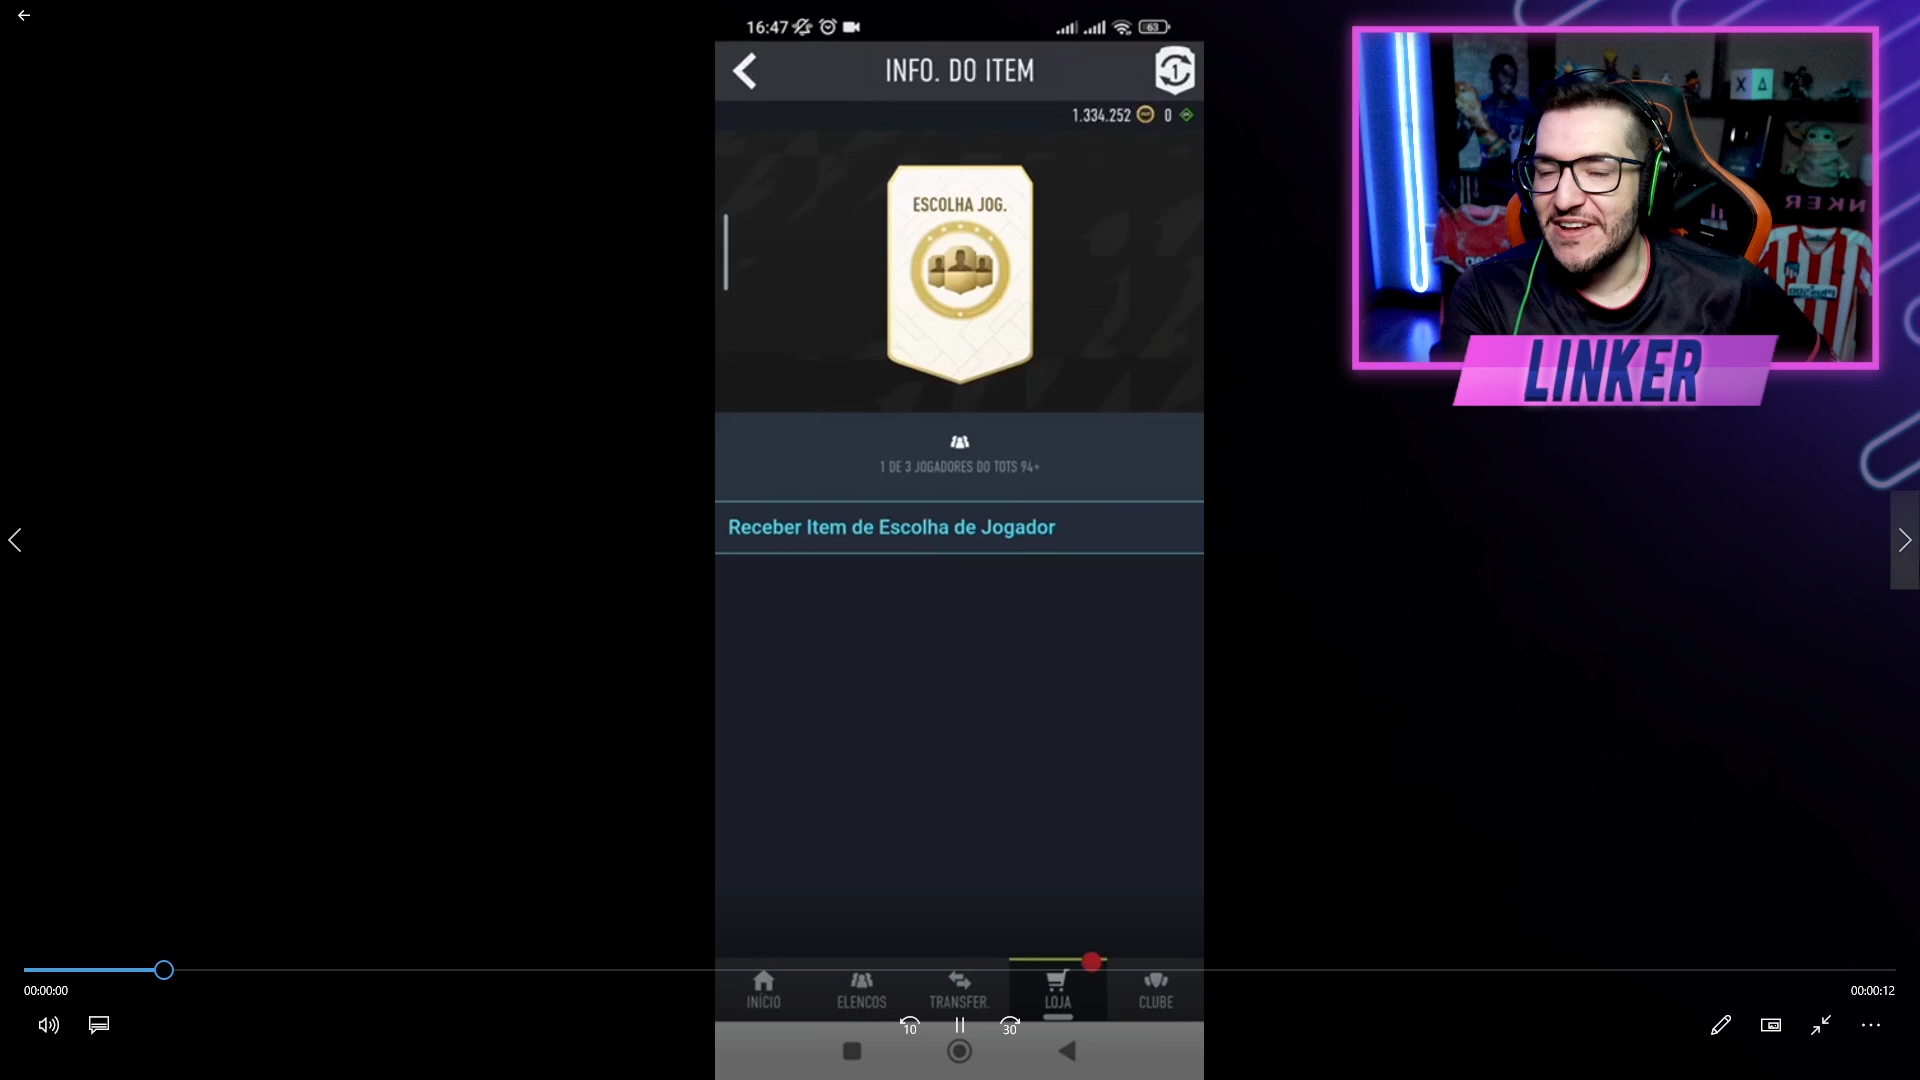 16:47
63
INFO. DO ITEM
1
1.334.252 0
ESCOLHA JOG.
1 DE 3 JOGADORES DO TOTS 94+
Receber Item de Escolha de Jogador
LINKER
00:00:00
00:00:12
INÍCIO
ELENCOS
TRANSFER.
LOJA
CLUBE
10
30